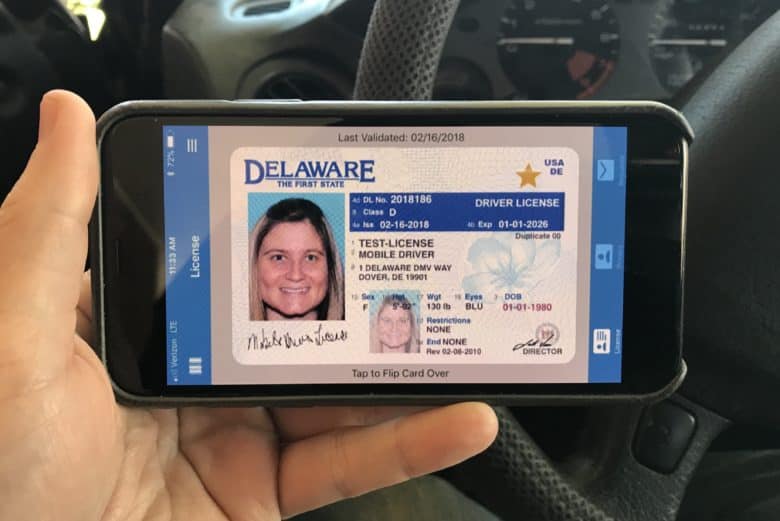 Last Validated: 02/16/2018
72%
11:33 AM
Verizon LTE
License
DELAWARE
THE FIRST STATE
USA
DE
4d DL No. 2018186
DRIVER LICENSE
Class D
4a Iss 02-16-2018
4b Exp 01-01-2026
Duplicate 00
1 TEST-LICENSE
2 MOBILE DRIVER
1 DELAWARE DMV WAY
DOVER, DE 19901
15 Sex 16 Hgt 17 Wgt 18 Eyes 3 DOB
F 5'-02" 130 lb BLU 01-01-1980
Restrictions
NONE
End NONE
Rev 02-08-2010
DIRECTOR
Tap to Flip Card Over
License